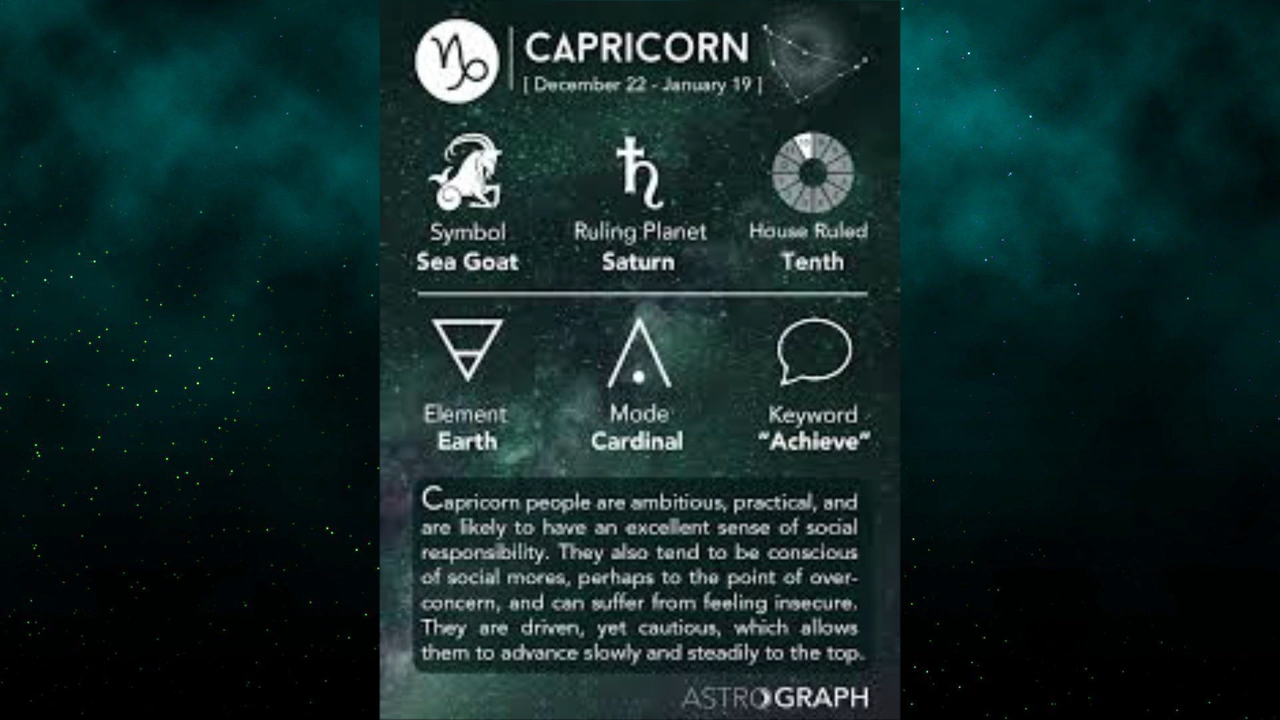 CAPRICORN
[ December 22 - January 19 ]
Symbol
Sea Goat
Ruling Planet
Saturn
House Ruled
Tenth
Element
Earth
Mode
Cardinal
Keyword
“Achieve”
Capricorn people are ambitious, practical, and
are likely to have an excellent sense of social
responsibility. They also tend to be conscious
of social mores, perhaps to the point of over-
concern, and can suffer from feeling insecure.
They are driven, yet cautious, which allows
them to advance slowly and steadily to the top.
ASTROGRAPH